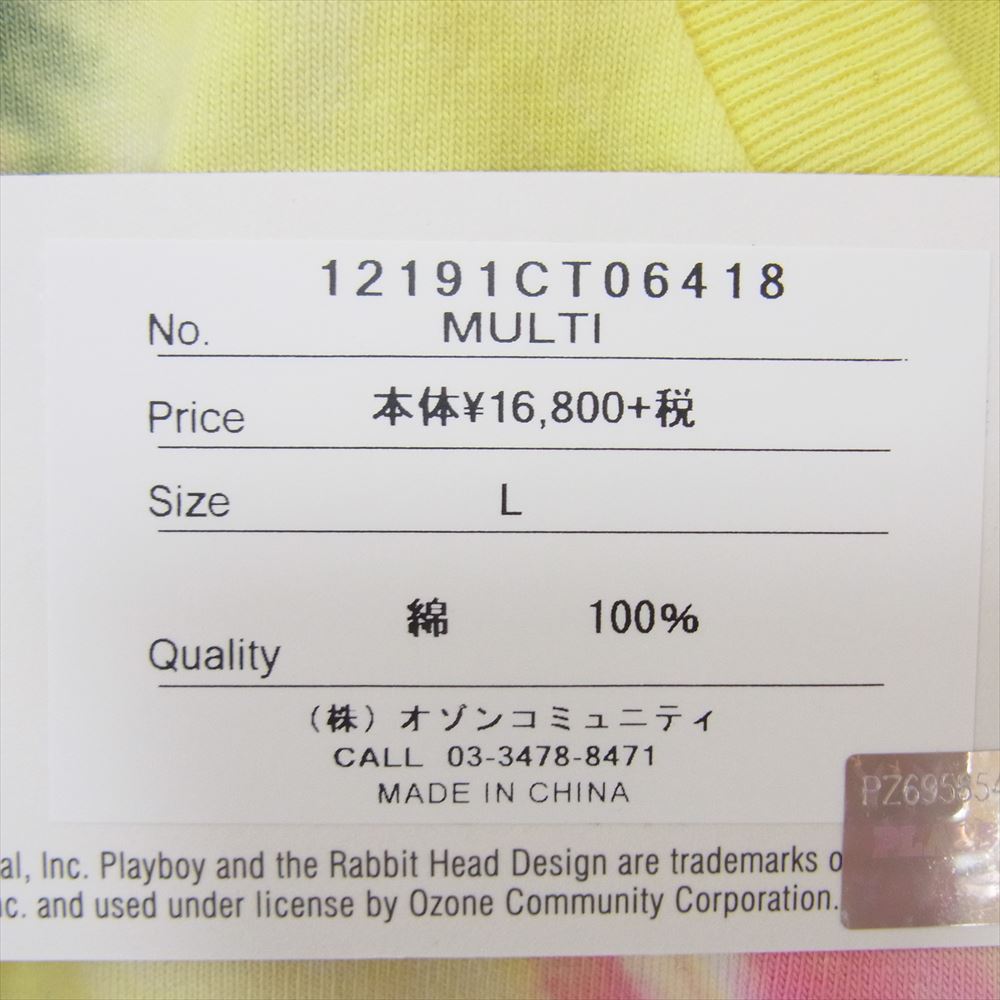 12191CT06418
No. MULTI
Price 本体¥16,800+税
Size L
綿 100%
Quality
(株)オゾンコミュニティ
CALL 03-3478-8471
MADE IN CHINA
al, Inc. Playboy and the Rabbit Head Design are trademarks
and used under license by Ozone Community Corporation.